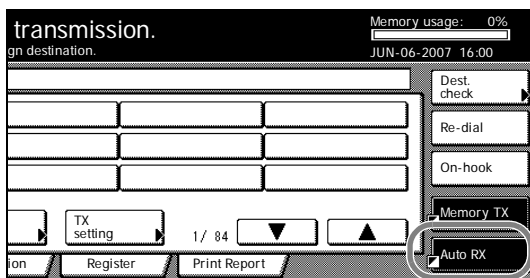 transmission.
Memory usage: 0%
gn destination.
JUN-06-2007 16:00
Dest.
check
Re-dial
On-hook
Memory TX
TX
setting
1/ 84
Auto RX
ion
Register
Print Report